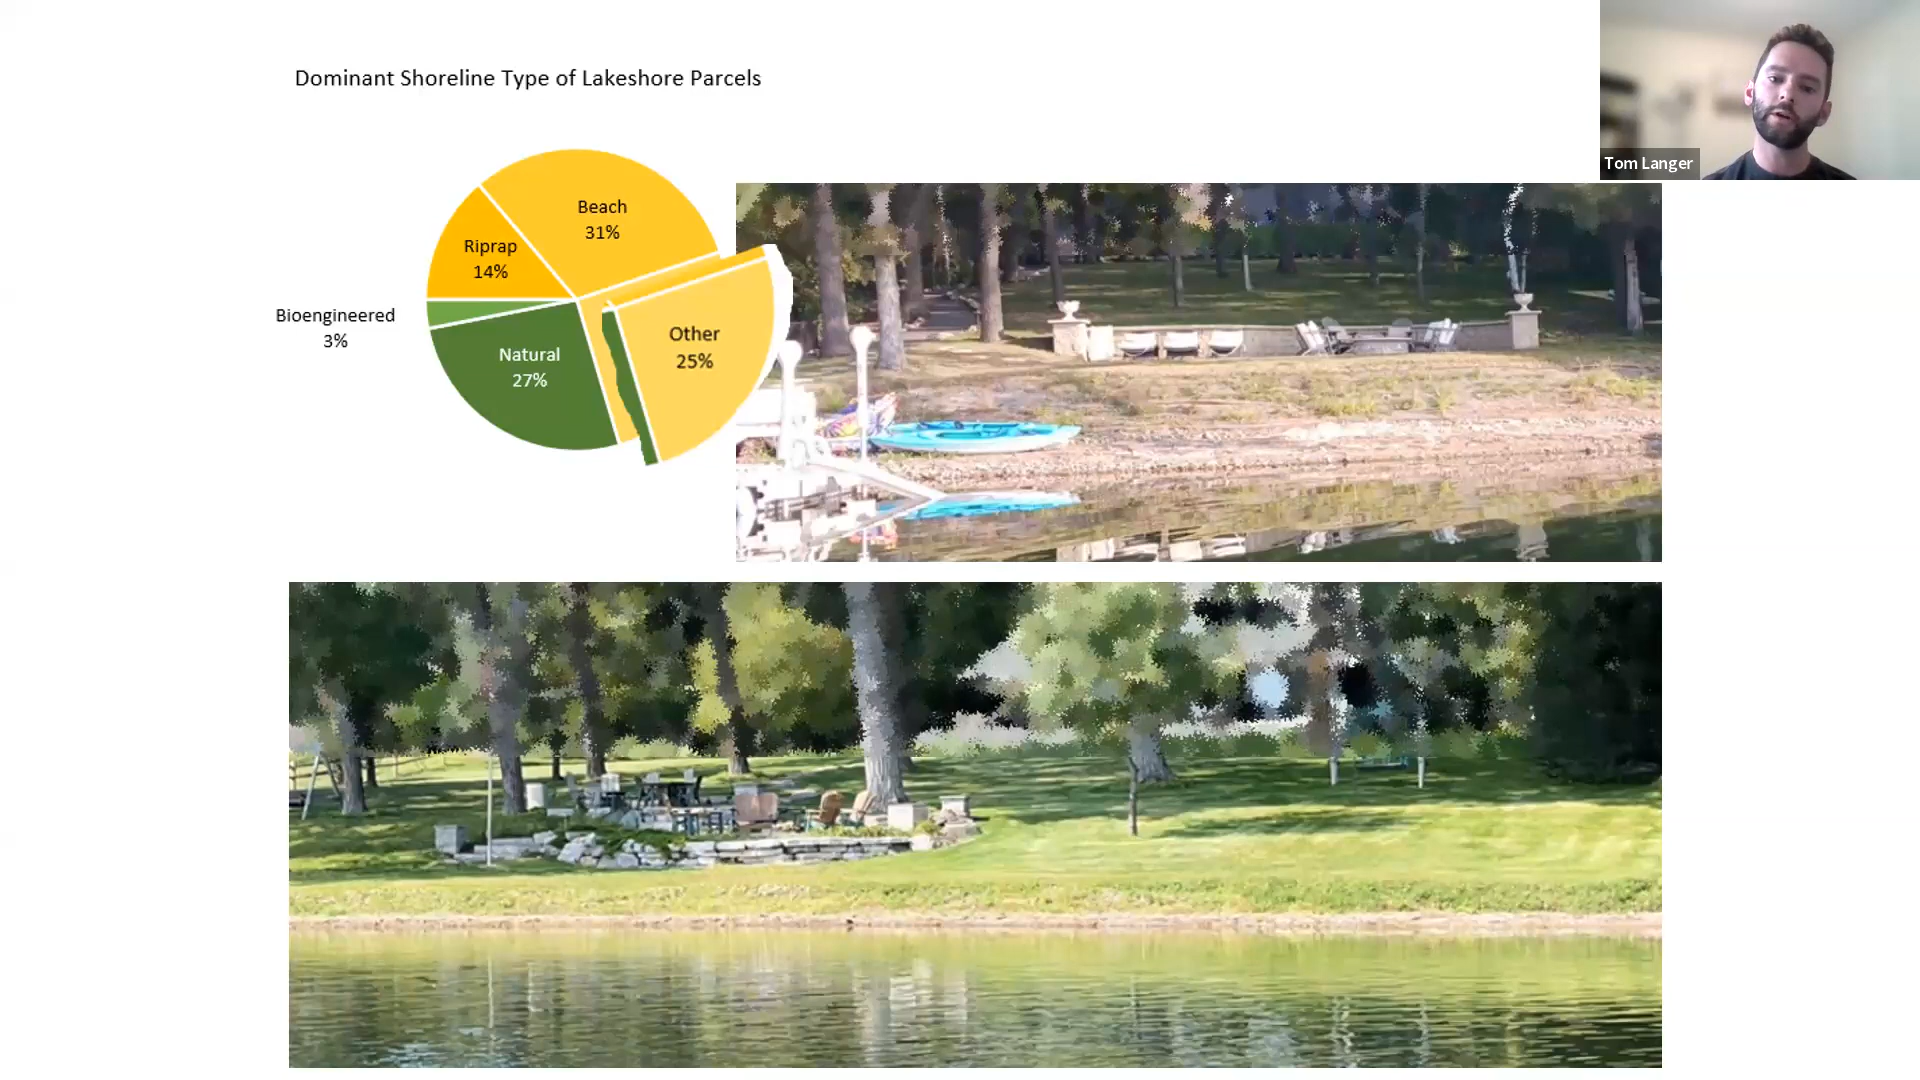 Dominant Shoreline Type of Lakeshore Parcels
Beach
31%
Riprap
14%
Bioengineered
3%
Natural
27%
Other
25%
Tom Langer